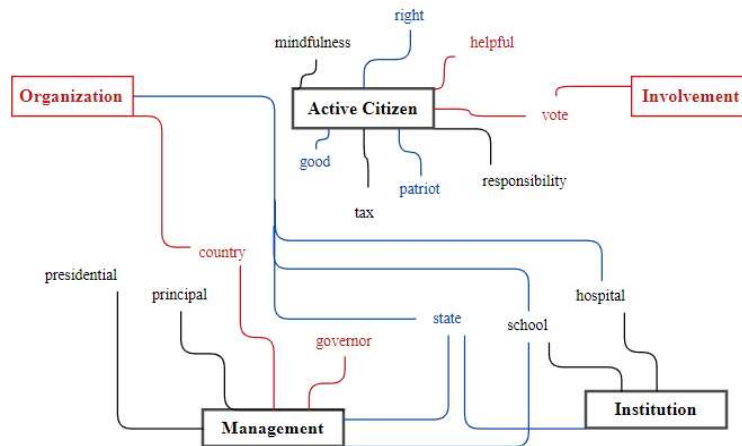 right
mindfulness
helpful
Organization
Active Citizen
Involvement
vote
good
patriot
responsibility
tax
country
presidential
principal
hospital
state
school
governor
Institution
Management